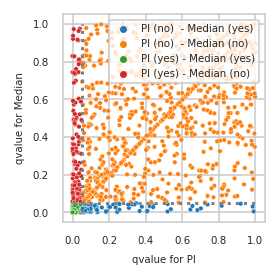 PI (no)  - Median (yes)
PI (no)  - Median (no)
PI (yes) - Median (yes)
PI (yes) - Median (no)
qvalue for Median
1.0
0.8
0.6
0.4
0.2
0.0
0.0 0.2 0.4 0.6 0.8 1.0
qvalue for PI